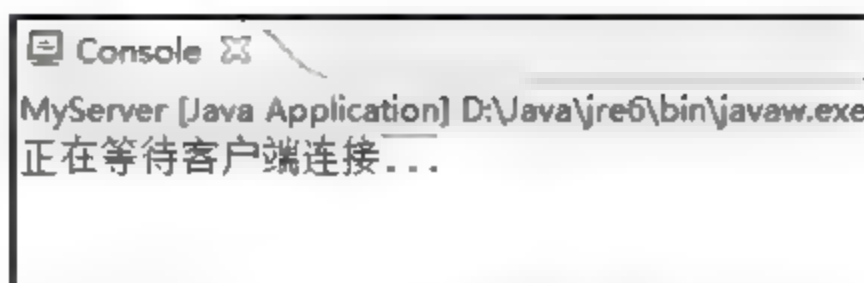 Console
MyServer [Java Application] D:\Java\jre6\bin\javaw.exe
正在等待客户端连接...